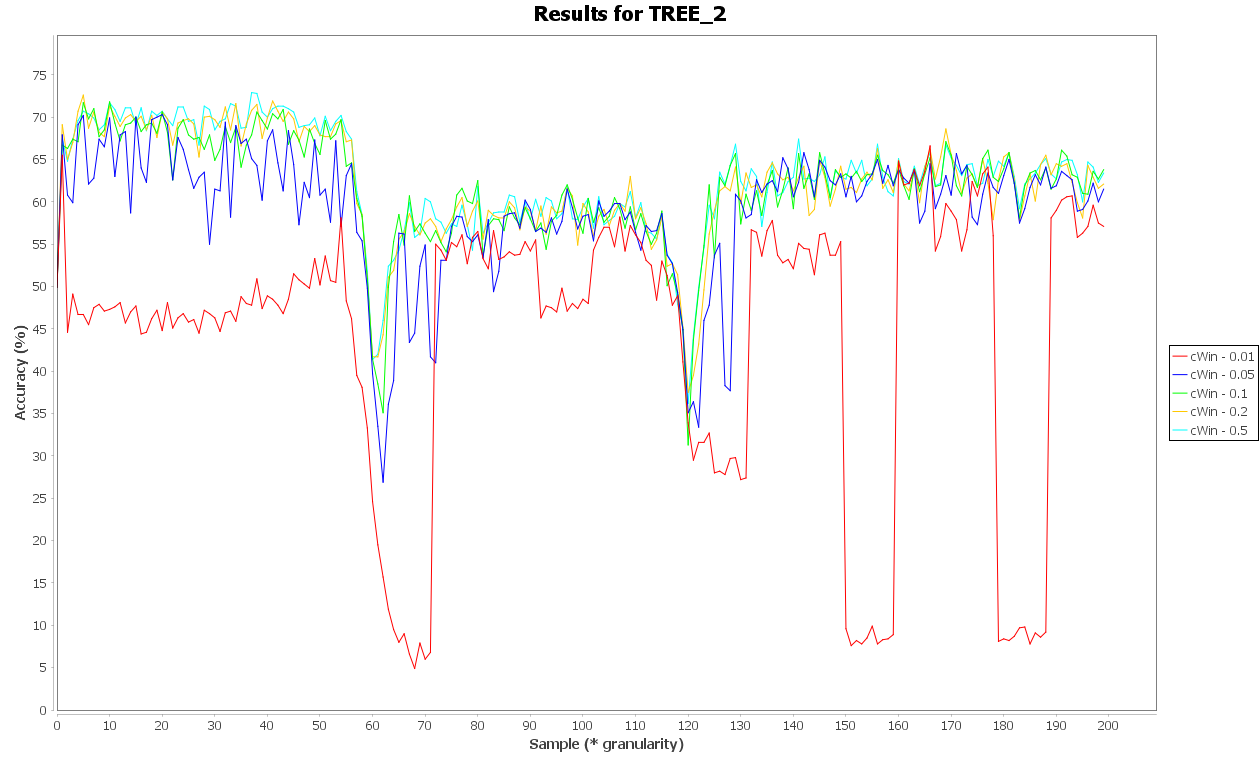 Results for TREE_2
Accuracy (%)
75
70
65
60
55
50
45
40
35
30
25
20
15
10
5
0
0 10 20 30 40 50 60 70 80 90 100 110 120 130 140 150 160 170 180 190 200
Sample (* granularity)
cWin - 0.01
cWin - 0.05
cWin - 0.1
cWin - 0.2
cWin - 0.5